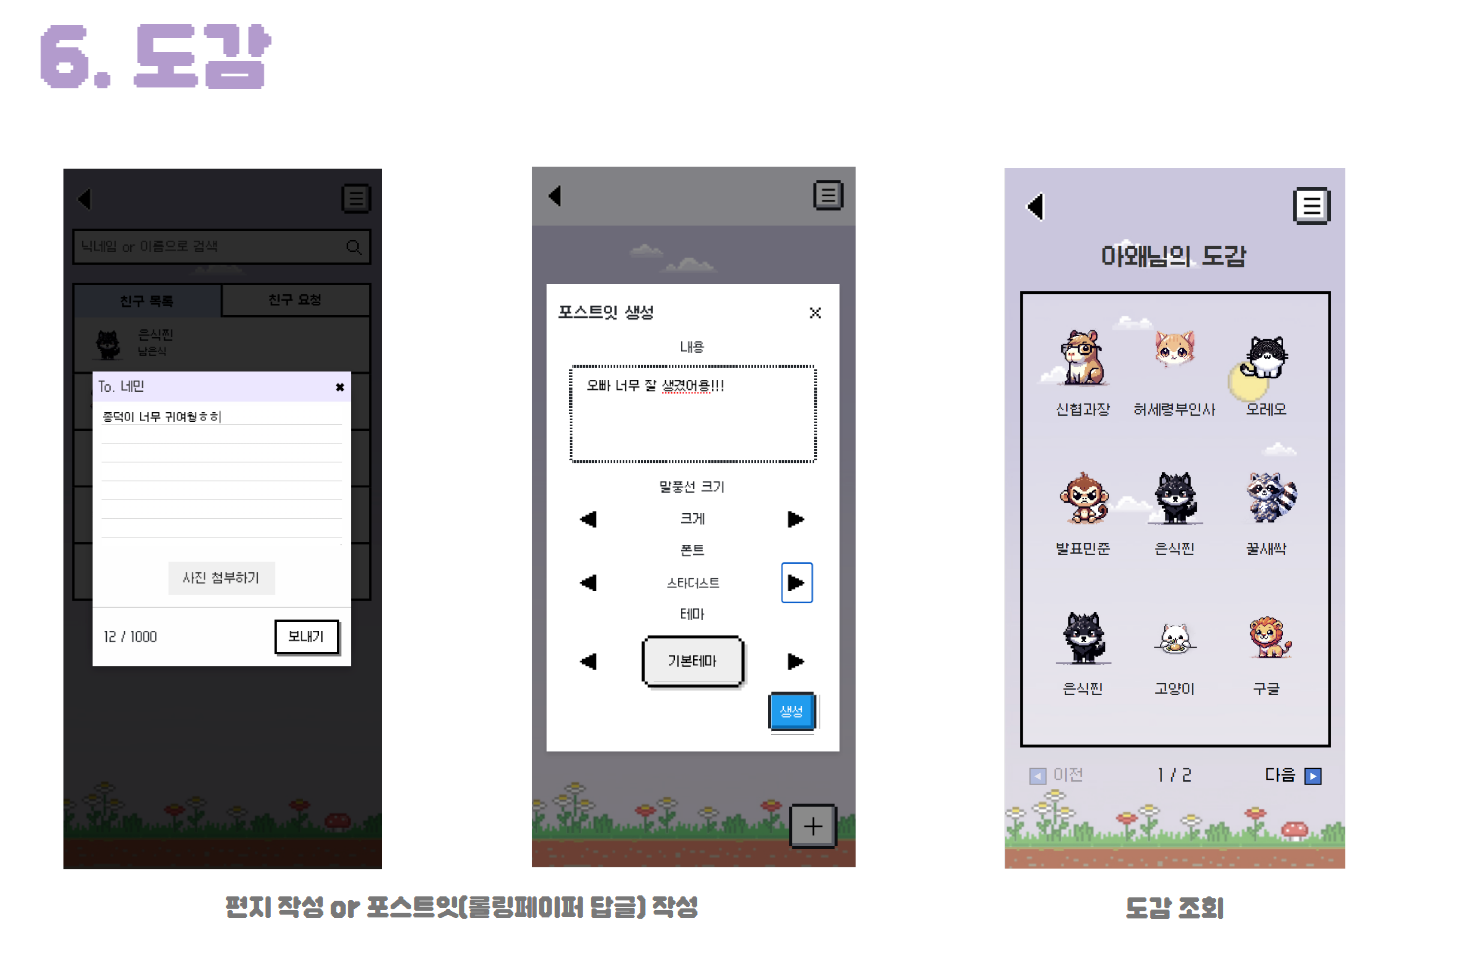 6. 도감
닉네임 or 이름으로 검색
친구 목록
친구 요청
은식찐
남은식
To. 네민
종덕이 너무 귀여웡ㅎ히
12 / 1000
사진 첨부하기
보내기
포스트잇 생성
내용
오빠 너무 잘 생겼어용!!!
말풍선 크기
크게
폰트
스타더스트
테마
기본테마
생성
아왜님의 도감
신협과장
허세령부인사
오레오
발표민준
은식찐
꿀새싹
은식찐
고양이
구글
이전
1 / 2
다음
편지 작성 or 포스트잇(롤링페이퍼 답글) 작성
도감 조회